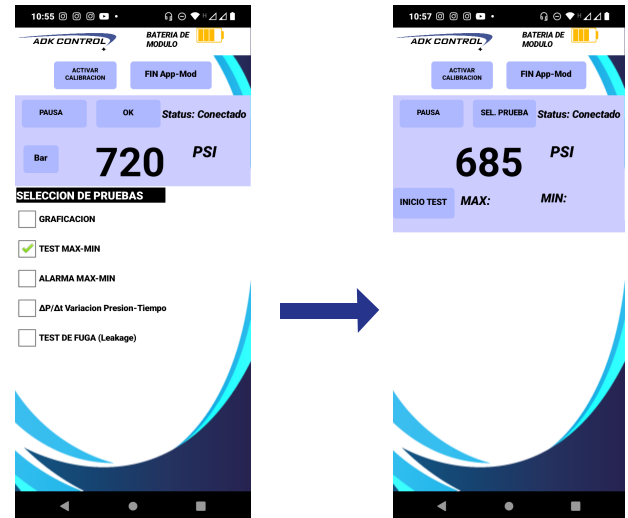 10:55
H
AOK CONTROL
BATERIA DE
MODULO
ACTIVAR
CALIBRACION
FIN App-Mod
PAUSA
OK
Status: Conectado
Bar
720
PSI
SELECCION DE PRUEBAS
GRAFICACION
TEST MAX-MIN
ALARMA MAX-MIN
ΔP/Δt Variacion Presion-Tiempo
TEST DE FUGA (Leakage)
10:57
H
AOK CONTROL
BATERIA DE
MODULO
ACTIVAR
CALIBRACION
FIN App-Mod
PAUSA
SEL. PRUEBA
Status: Conectado
685
PSI
INICIO TEST
MAX:
MIN: